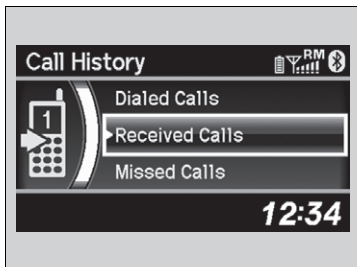 Call History
RM
1
Dialed Calls
Received Calls
Missed Calls
12:34